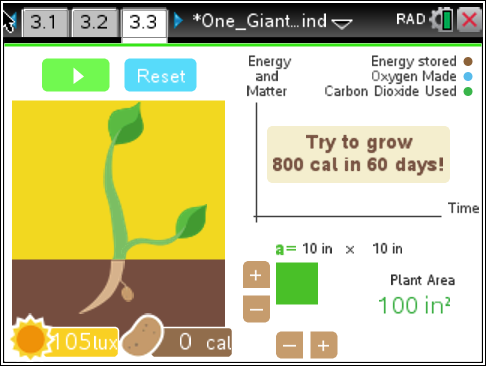 3.1 3.2 3.3 *One_Giant…ind RAD
Reset
Energy and Matter
Energy stored
Oxygen Made
Carbon Dioxide Used
Try to grow
800 cal in 60 days!
Time
a= 10 in × 10 in
+
−
Plant Area
100 in²
− +
105lux
0 cal